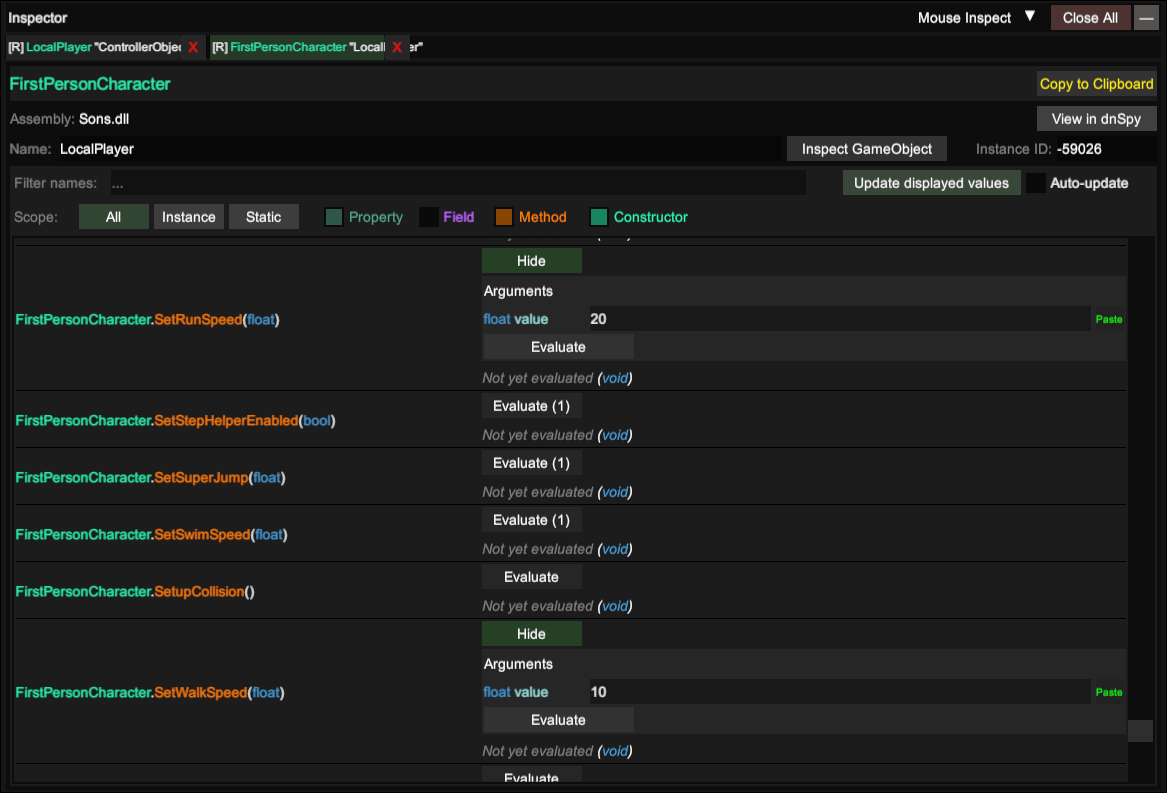 Inspector Mouse Inspect ▼ Close All —
[R] LocalPlayer "ControllerObjec X [R] FirstPersonCharacter "Locall X er"
FirstPersonCharacter Copy to Clipboard
Assembly: Sons.dll View in dnSpy
Name: LocalPlayer Inspect GameObject Instance ID: -59026
Filter names: ... Update displayed values Auto-update
Scope: All Instance Static Property Field Method Constructor
Hide
Arguments
FirstPersonCharacter.SetRunSpeed(float) float value 20 Paste
Evaluate
Not yet evaluated (void)
Evaluate (1)
FirstPersonCharacter.SetStepHelperEnabled(bool)
Not yet evaluated (void)
Evaluate (1)
FirstPersonCharacter.SetSuperJump(float)
Not yet evaluated (void)
Evaluate (1)
FirstPersonCharacter.SetSwimSpeed(float)
Not yet evaluated (void)
Evaluate
FirstPersonCharacter.SetupCollision()
Not yet evaluated (void)
Hide
Arguments
FirstPersonCharacter.SetWalkSpeed(float) float value 10 Paste
Evaluate
Not yet evaluated (void)
Evaluate